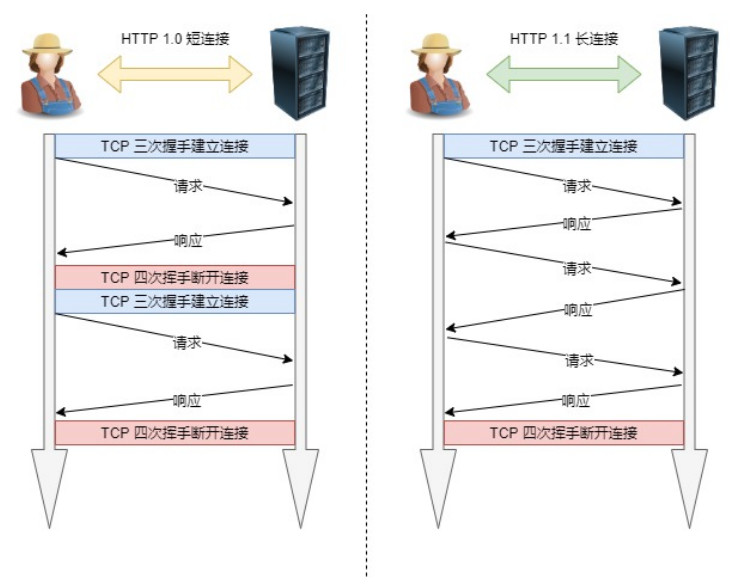 HTTP 1.0 短连接
TCP 三次握手建立连接
请求
响应
TCP 四次挥手断开连接
TCP 三次握手建立连接
请求
响应
TCP 四次挥手断开连接
HTTP 1.1 长连接
TCP 三次握手建立连接
请求
响应
请求
响应
请求
响应
TCP 四次挥手断开连接